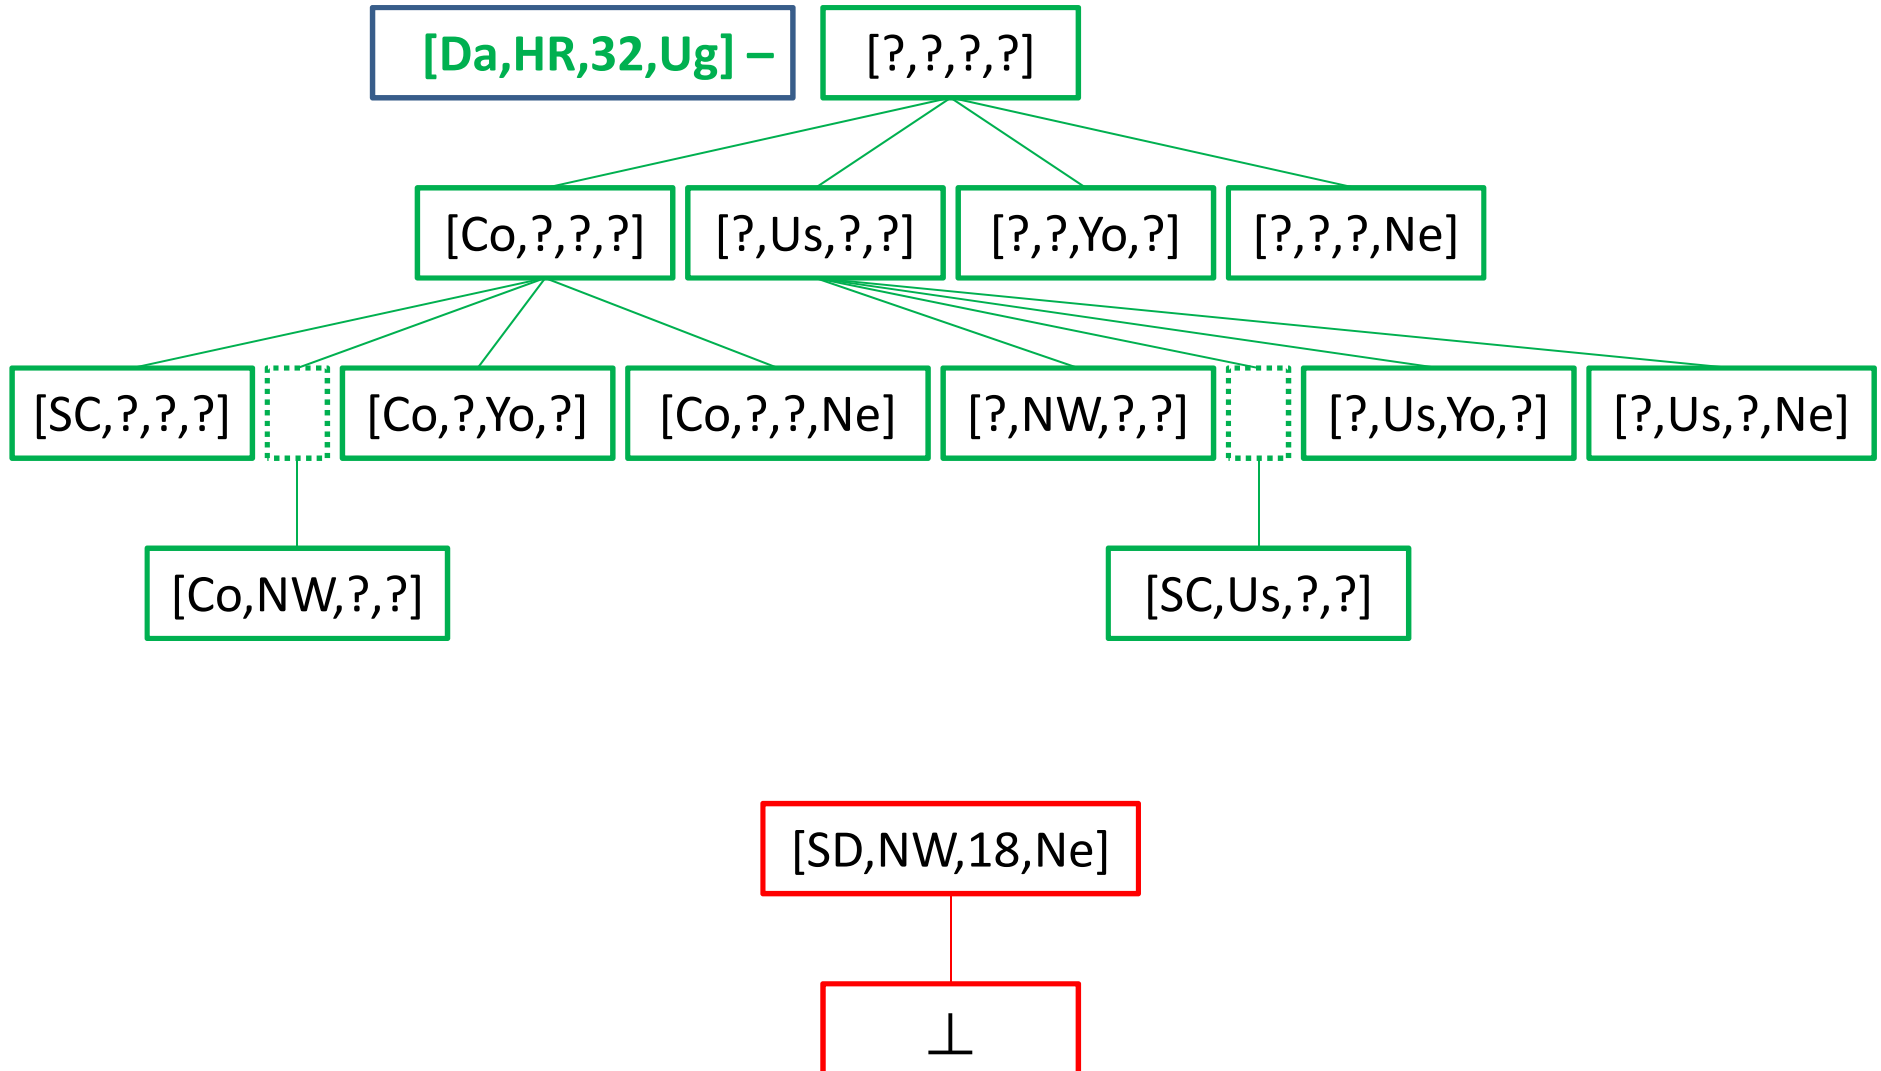 [Da,HR,32,Ug] –
[?,?,?,?]
[Co,?,?,?]
[?,Us,?,?]
[?,?,Yo,?]
[?,?,?,Ne]
[SC,?,?,?]
[Co,?,Yo,?]
[Co,?,?,Ne]
[?,NW,?,?]
[?,Us,Yo,?]
[?,Us,?,Ne]
[Co,NW,?,?]
[SC,Us,?,?]
[SD,NW,18,Ne]
⊥